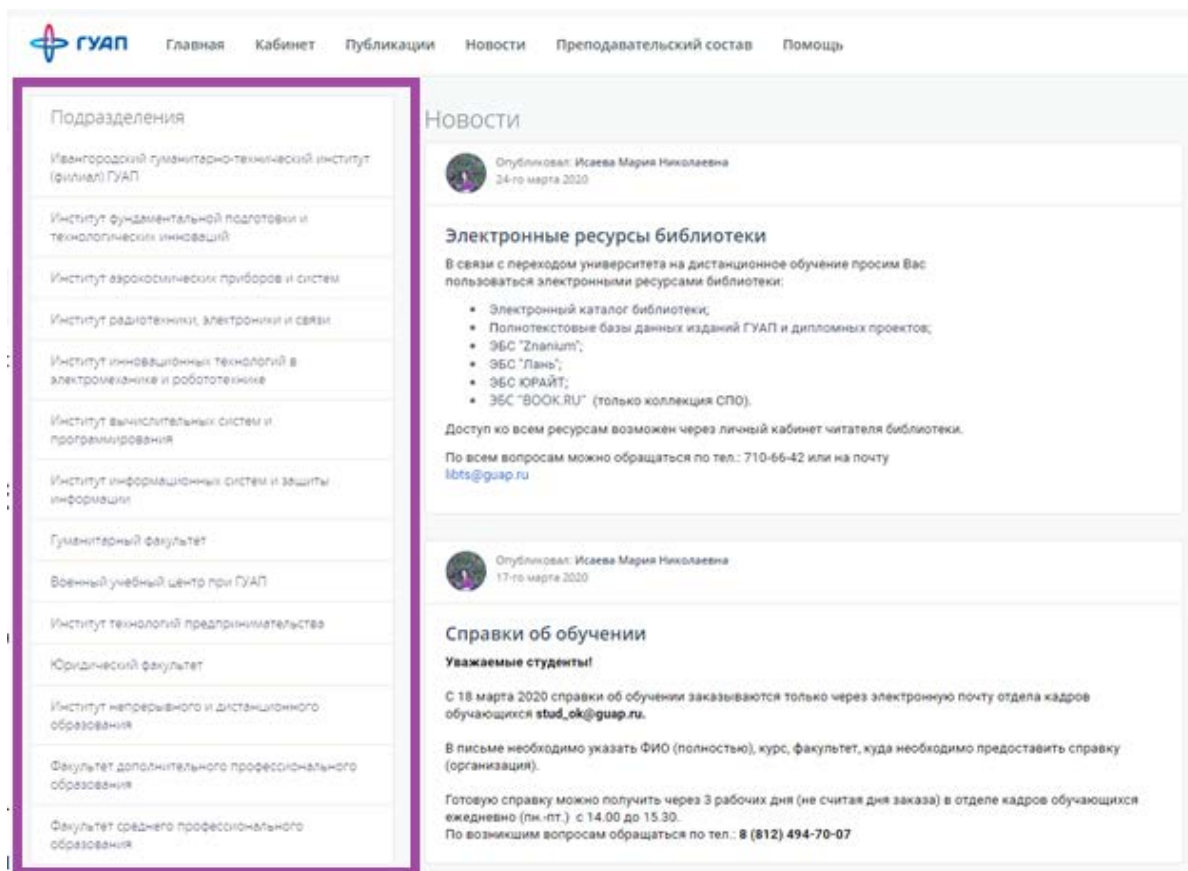 ГУАП
Главная Кабинет Публикации Новости Преподавательский состав Помощь
Подразделения
Ивангородский гуманитарно-технический институт
(филиал) ГУАП
Институт фундаментальной подготовки и
технологических инноваций
Институт аэрокосмических приборов и систем
Институт радиотехники, электроники и связи
Институт инновационных технологий в
электромеханике и робототехнике
Институт вычислительных систем и
программирования
Институт информационных систем и защиты
информации
Гуманитарный факультет
Военный учебный центр при ГУАП
Институт технологий предпринимательства
Юридический факультет
Институт непрерывного и дистанционного
образования
Факультет дополнительного профессионального
образования
Факультет среднего профессионального
образования
Новости
Опубликовал: Исаева Мария Николаевна
24-го марта 2020
Электронные ресурсы библиотеки
В связи с переходом университета на дистанционное обучение просим Вас
пользоваться электронными ресурсами библиотеки:
• Электронный каталог библиотеки;
• Полнотекстовые базы данных изданий ГУАП и дипломных проектов;
• ЭБС "Znanium";
• ЭБС "Лань";
• ЭБС ЮРАЙТ;
• ЭБС "BOOK.RU" (только коллекция СПО).
Доступ ко всем ресурсам возможен через личный кабинет читателя библиотеки.
По всем вопросам можно обращаться по тел.: 710-66-42 или на почту
libts@guap.ru
Опубликовал: Исаева Мария Николаевна
17-го марта 2020
Справки об обучении
Уважаемые студенты!
С 18 марта 2020 справки об обучении заказываются только через электронную почту отдела кадров
обучающихся stud_ok@guap.ru.
В письме необходимо указать ФИО (полностью), курс, факультет, куда необходимо предоставить справку
(организация).
Готовую справку можно получить через 3 рабочих дня (не считая дня заказа) в отделе кадров обучающихся
ежедневно (пн.-пт.) с 14.00 до 15.30.
По возникшим вопросам обращаться по тел.: 8 (812) 494-70-07